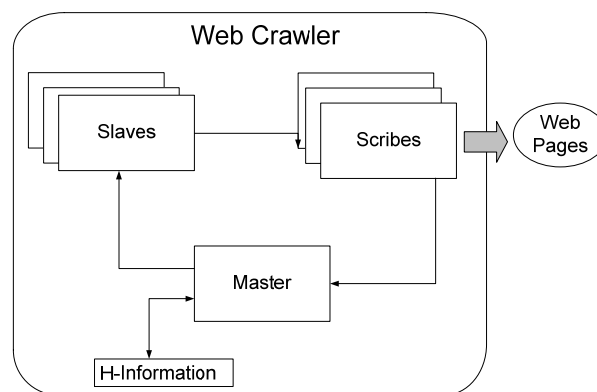 Web Crawler
Slaves
Scribes
Web
Pages
Master
H-Information